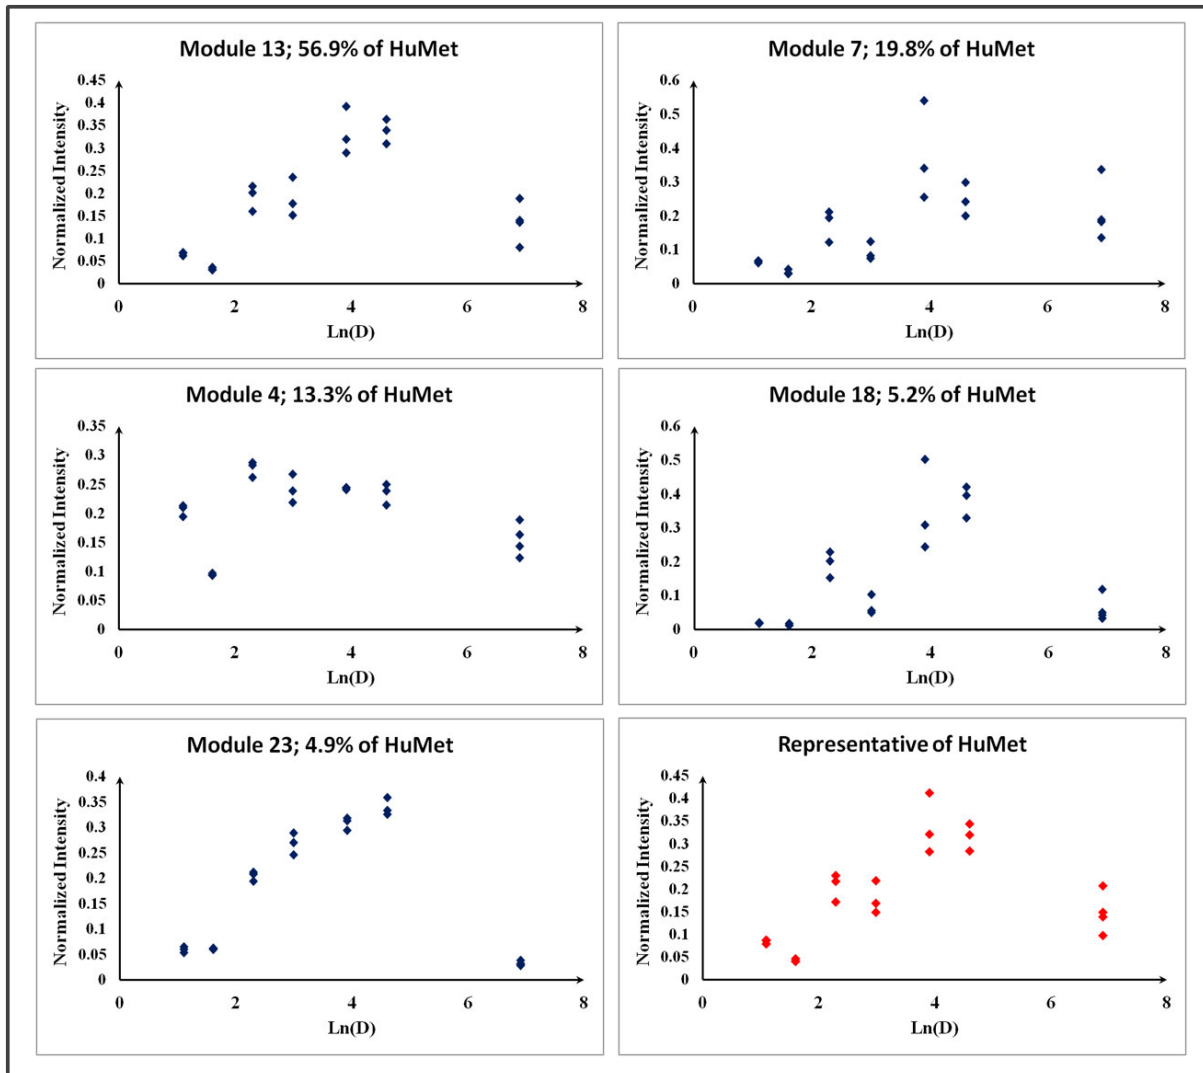 Module 13; 56.9% of HuMet
Normalized Intensity
0.45
0.4
0.35
0.3
0.25
0.2
0.15
0.1
0.05
0
0 2 4 6 8
Ln(D)
Module 7; 19.8% of HuMet
Normalized Intensity
0.6
0.5
0.4
0.3
0.2
0.1
0
0 2 4 6 8
Ln(D)
Module 4; 13.3% of HuMet
Normalized Intensity
0.35
0.3
0.25
0.2
0.15
0.1
0.05
0
0 2 4 6 8
Ln(D)
Module 18; 5.2% of HuMet
Normalized Intensity
0.6
0.5
0.4
0.3
0.2
0.1
0
0 2 4 6 8
Ln(D)
Module 23; 4.9% of HuMet
Normalized Intensity
0.4
0.35
0.3
0.25
0.2
0.15
0.1
0.05
0
0 2 4 6 8
Ln(D)
Representative of HuMet
Normalized Intensity
0.45
0.4
0.35
0.3
0.25
0.2
0.15
0.1
0.05
0
0 2 4 6 8
Ln(D)